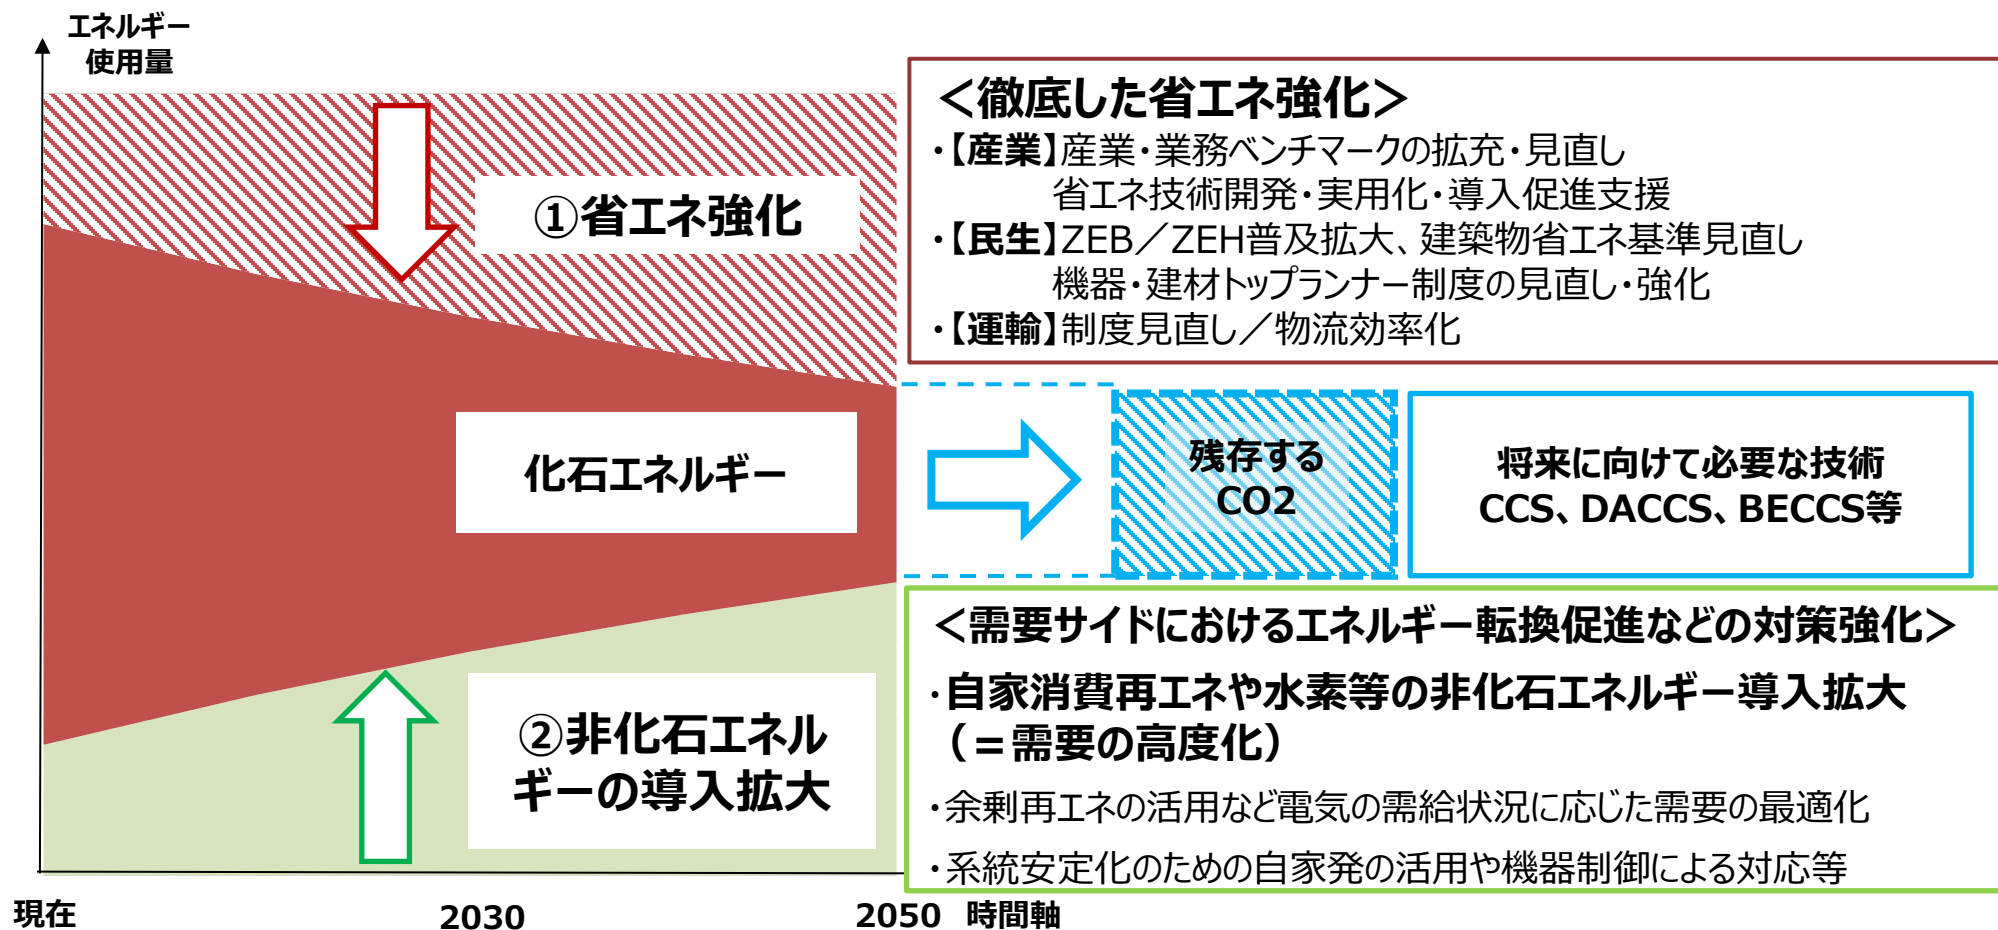 エネルギー
使用量
①省エネ強化
化石エネルギー
②非化石エネル
ギーの導入拡大
現在
2030
2050
時間軸
＜徹底した省エネ強化＞
・【産業】産業・業務ベンチマークの拡充・見直し
省エネ技術開発・実用化・導入促進支援
・【民生】ZEB／ZEH普及拡大、建築物省エネ基準見直し
機器・建材トップランナー制度の見直し・強化
・【運輸】制度見直し／物流効率化
残存する
CO2
将来に向けて必要な技術
CCS、DACCS、BECCS等
＜需要サイドにおけるエネルギー転換促進などの対策強化＞
・自家消費再エネや水素等の非化石エネルギー導入拡大
（＝需要の高度化）
・余剰再エネの活用など電気の需給状況に応じた需要の最適化
・系統安定化のための自家発の活用や機器制御による対応等